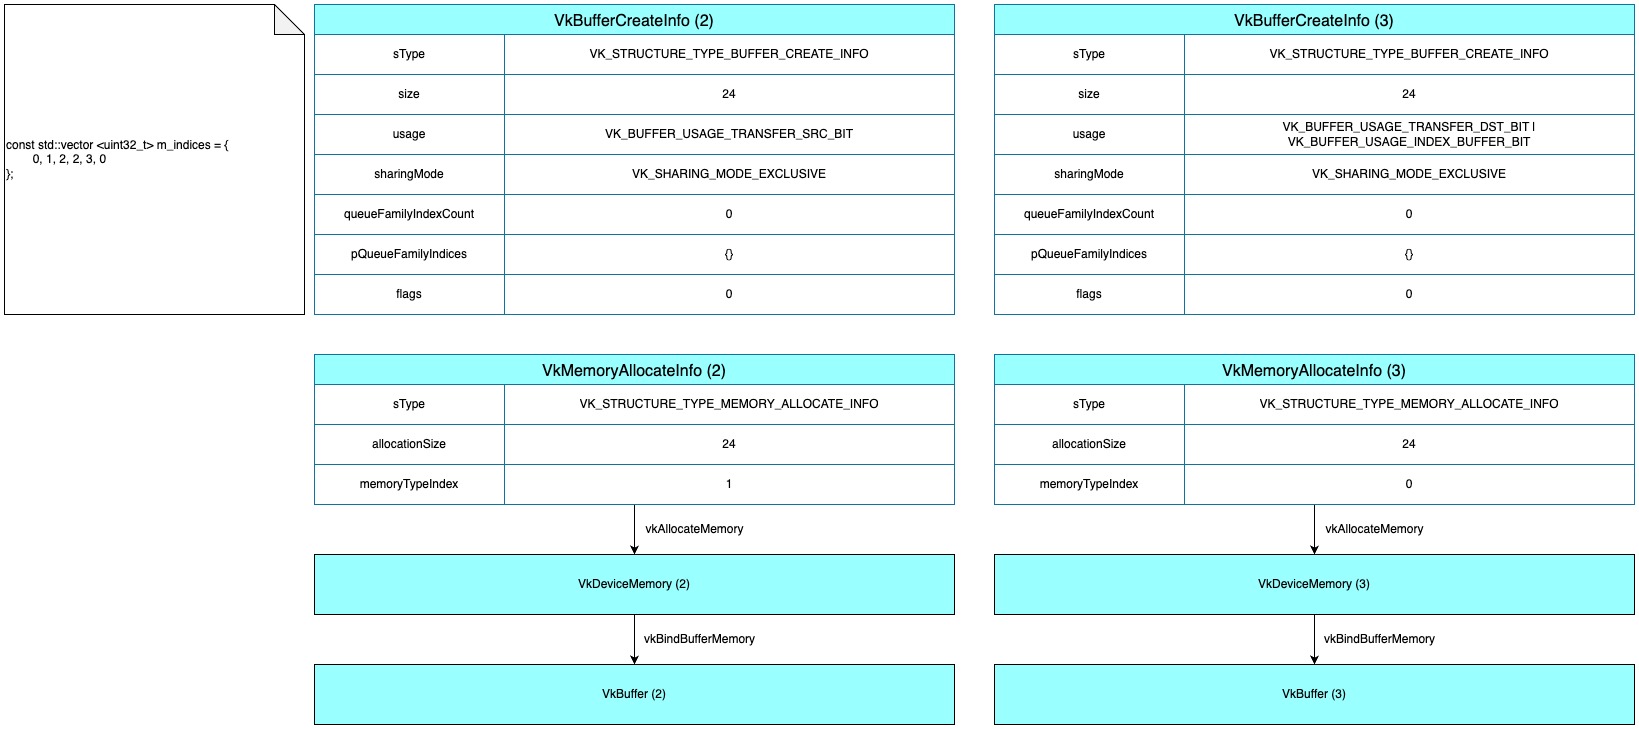 const std::vector <uint32_t> m_indices = {
0, 1, 2, 2, 3, 0
};
VkBufferCreateInfo (2)
sType
VK_STRUCTURE_TYPE_BUFFER_CREATE_INFO
size
24
usage
VK_BUFFER_USAGE_TRANSFER_SRC_BIT
sharingMode
VK_SHARING_MODE_EXCLUSIVE
queueFamilyIndexCount
0
pQueueFamilyIndices
{}
flags
0
VkBufferCreateInfo (3)
sType
VK_STRUCTURE_TYPE_BUFFER_CREATE_INFO
size
24
usage
VK_BUFFER_USAGE_TRANSFER_DST_BIT |
VK_BUFFER_USAGE_INDEX_BUFFER_BIT
sharingMode
VK_SHARING_MODE_EXCLUSIVE
queueFamilyIndexCount
0
pQueueFamilyIndices
{}
flags
0
VkMemoryAllocateInfo (2)
sType
VK_STRUCTURE_TYPE_MEMORY_ALLOCATE_INFO
allocationSize
24
memoryTypeIndex
1
vkAllocateMemory
VkDeviceMemory (2)
vkBindBufferMemory
VkBuffer (2)
VkMemoryAllocateInfo (3)
sType
VK_STRUCTURE_TYPE_MEMORY_ALLOCATE_INFO
allocationSize
24
memoryTypeIndex
0
vkAllocateMemory
VkDeviceMemory (3)
vkBindBufferMemory
VkBuffer (3)